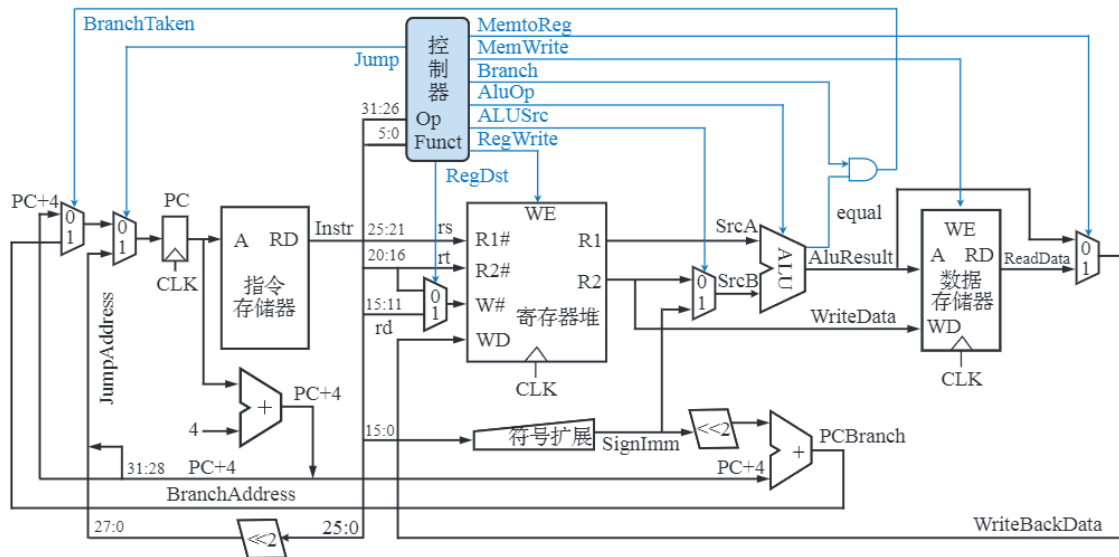 BranchTaken
MemtoReg
MemWrite
Jump
控制器
Branch
AluOp
31:26
Op
ALUSrc
5:0
Funct
RegWrite
RegDst
PC+4
PC
WE
equal
0
1
0
1
A
RD
Instr
25:21
rs
R1#
R1
SrcA
ALU
AluResult
WE
20:16
rt
R2#
R2
0
1
SrcB
A
RD
ReadData
0
1
CLK
指令存储器
15:11
0
1
W#
寄存器堆
数据存储器
rd
WD
WriteData
WD
JumpAddress
CLK
CLK
+
PC+4
4
15:0
符号扩展
SignImm
<<2
PCBranch
31:28
PC+4
PC+4
+
BranchAddress
27:0
<<2
25:0
WriteBackData